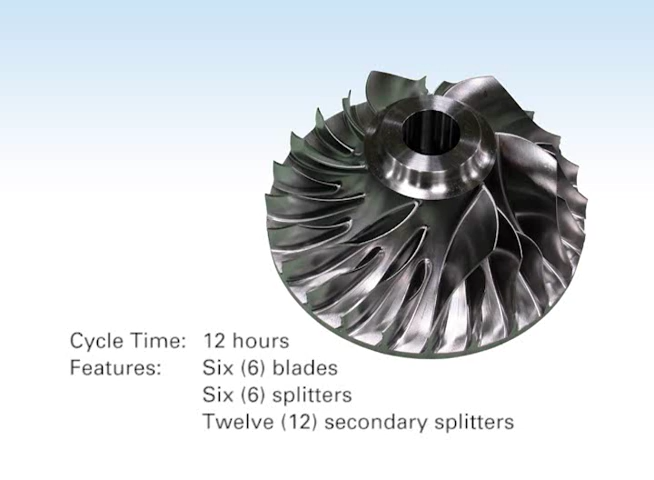 Cycle Time: 12 hours
Features: Six (6) blades
Six (6) splitters
Twelve (12) secondary splitters